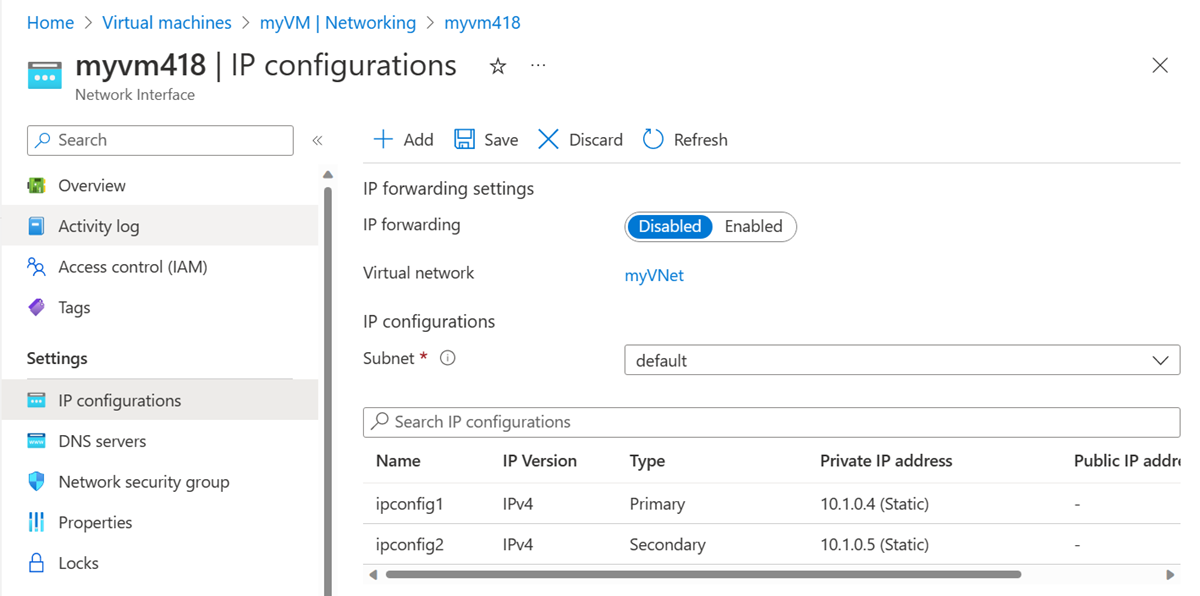 Home > Virtual machines > myVM | Networking > myvm418
myvm418 | IP configurations ☆ ...
Network Interface
Search «
+ Add Save Discard Refresh
Overview
Activity log
Access control (IAM)
Tags
Settings
IP configurations
DNS servers
Network security group
Properties
Locks
IP forwarding settings
IP forwarding Disabled Enabled
Virtual network myVNet
IP configurations
Subnet * default
Search IP configurations
Name IP Version Type Private IP address Public IP addre
ipconfig1 IPv4 Primary 10.1.0.4 (Static) -
ipconfig2 IPv4 Secondary 10.1.0.5 (Static) -